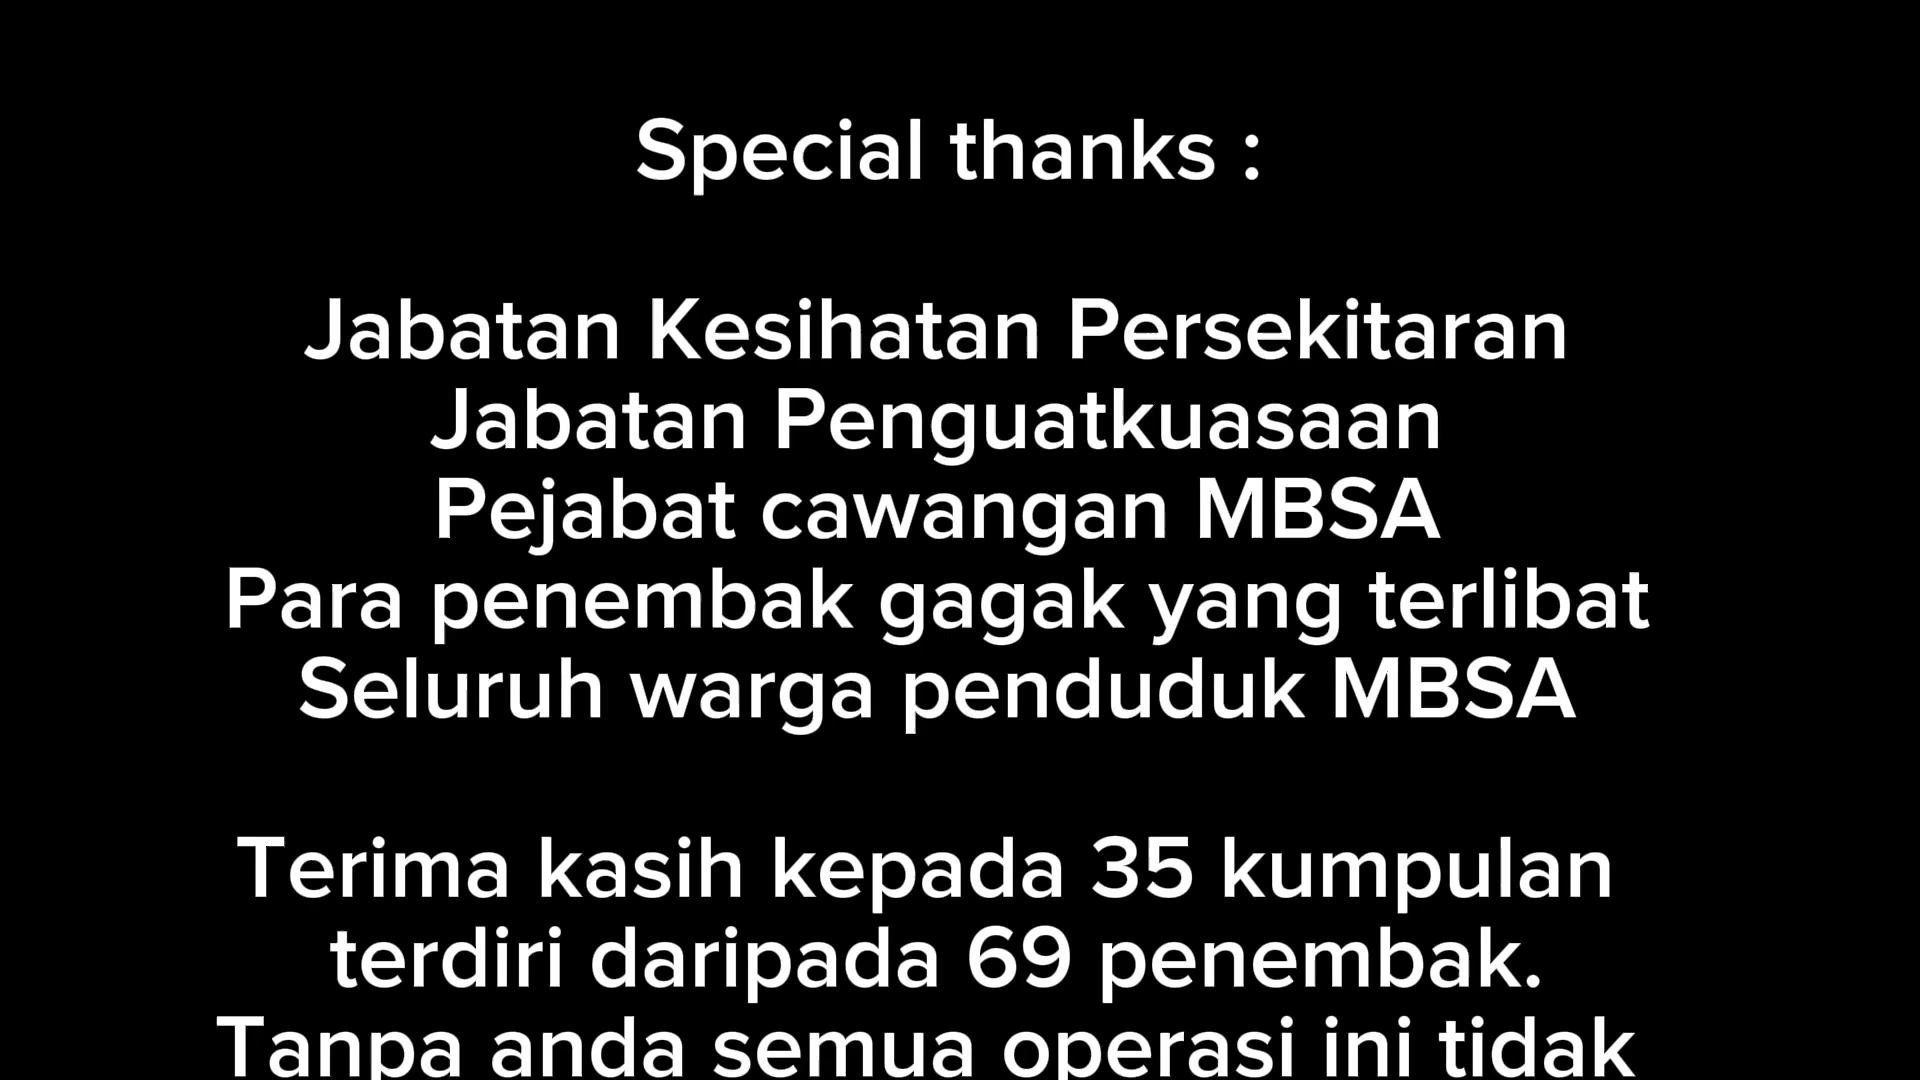 Special thanks :
Jabatan Kesihatan Persekitaran
Jabatan Penguatkuasaan
Pejabat cawangan MBSA
Para penembak gagak yang terlibat
Seluruh warga penduduk MBSA
Terima kasih kepada 35 kumpulan
terdiri daripada 69 penembak.
Tanpa anda semua operasi ini tidak